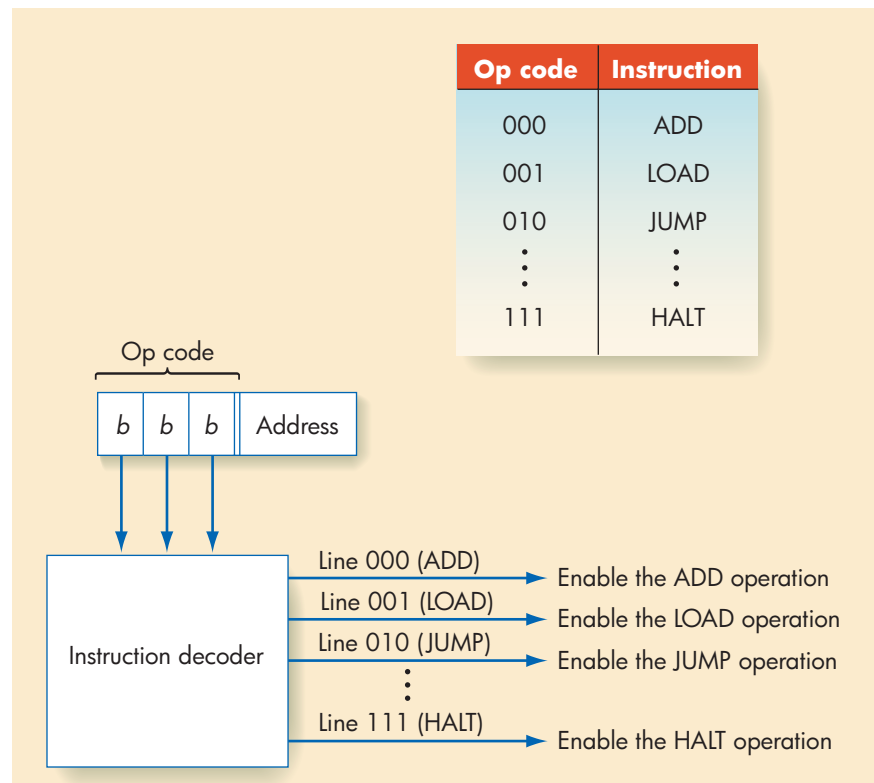 Op code Instruction
000 ADD
001 LOAD
010 JUMP
111 HALT
Op code
b b b Address
Instruction decoder
Line 000 (ADD) Enable the ADD operation
Line 001 (LOAD) Enable the LOAD operation
Line 010 (JUMP) Enable the JUMP operation
Line 111 (HALT) Enable the HALT operation